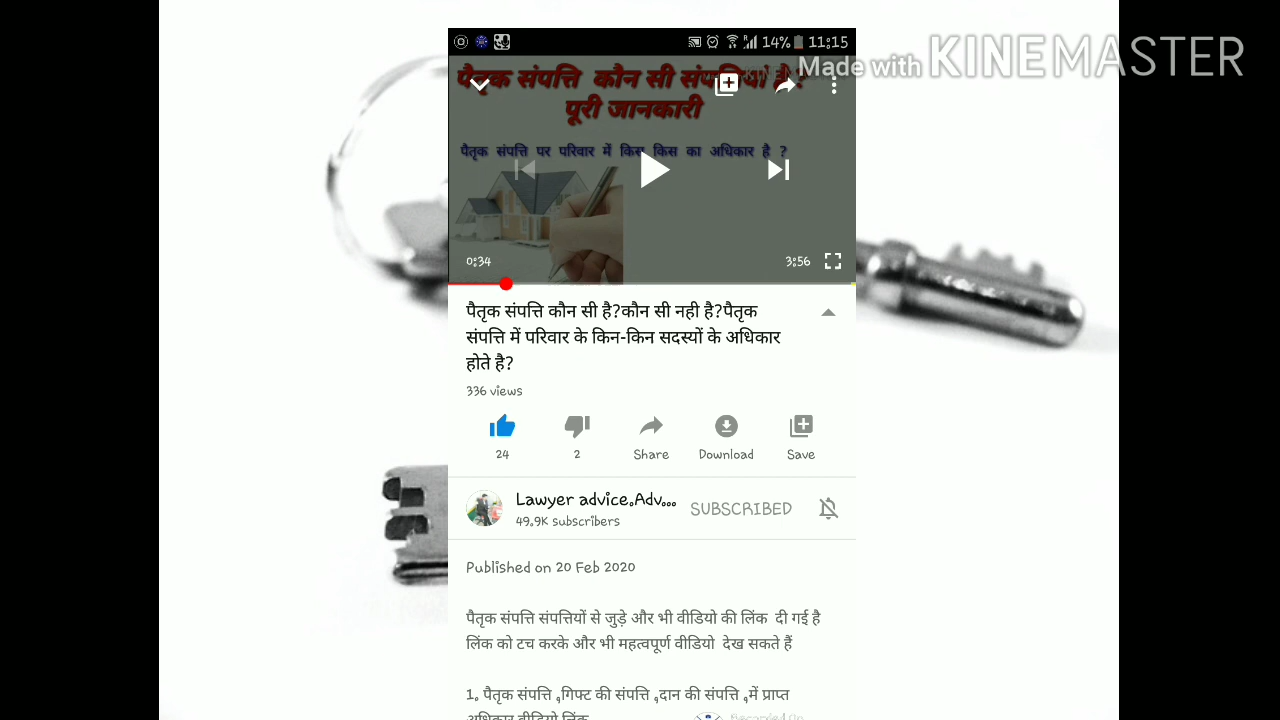 14% 11:15
Made with KINEMASTER
पैतृक संपत्ति कौन सी
पूरी जानकारी
पैतृक संपत्ति पर परिवार में किस किस का अधिकार है ?
0:34 3:56
पैतृक संपत्ति कौन सी है?कौन सी नही है?पैतृक
संपत्ति में परिवार के किन-किन सदस्यों के अधिकार
होते है?
336 views
24 2 Share Download Save
Lawyer advice.Adv... SUBSCRIBED
49.9K subscribers
Published on 20 Feb 2020
पैतृक संपत्ति संपत्तियों से जुड़े और भी वीडियो की लिंक दी गई है
लिंक को टच करके और भी महत्वपूर्ण वीडियो देख सकते हैं
1. पैतृक संपत्ति ,गिफ्ट की संपत्ति ,दान की संपत्ति ,में प्राप्त
अधिकार वीडियो लिंक